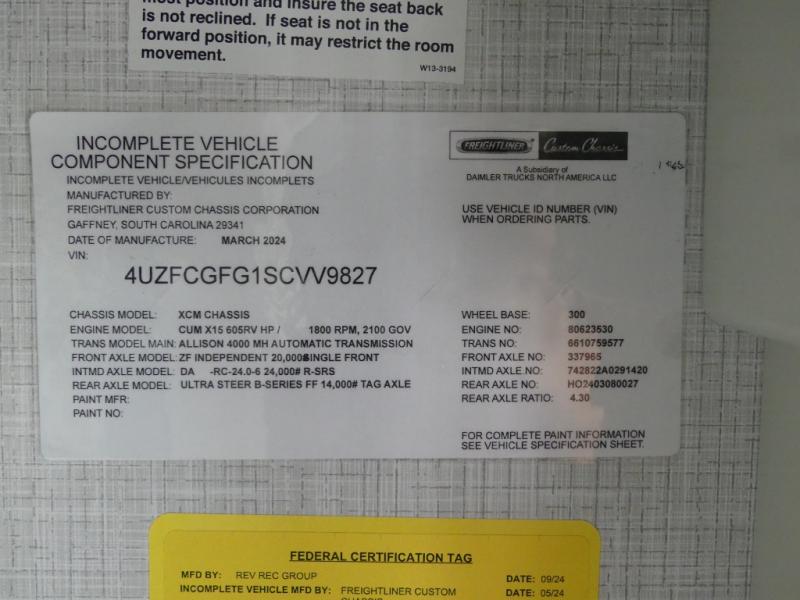 most position and insure the seat back
is not reclined. If seat is not in the
forward position, it may restrict the room
movement.
W13-3194
INCOMPLETE VEHICLE
COMPONENT SPECIFICATION
INCOMPLETE VEHICLE/VEHICULES INCOMPLETS
MANUFACTURED BY:
FREIGHTLINER CUSTOM CHASSIS CORPORATION
GAFFNEY, SOUTH CAROLINA 29341
DATE OF MANUFACTURE: MARCH 2024
VIN:
4UZFCGFG1SCVV9827
FREIGHTLINER Custom Chassis
A Subsidiary of
DAIMLER TRUCKS NORTH AMERICA LLC
USE VEHICLE ID NUMBER (VIN)
WHEN ORDERING PARTS.
CHASSIS MODEL: XCM CHASSIS
ENGINE MODEL: CUM X15 605RV HP / 1800 RPM, 2100 GOV
TRANS MODEL MAIN: ALLISON 4000 MH AUTOMATIC TRANSMISSION
FRONT AXLE MODEL: ZF INDEPENDENT 20,000# SINGLE FRONT
INTMD AXLE MODEL: DA -RC-24.0-6 24,000# R-SRS
REAR AXLE MODEL: ULTRA STEER B-SERIES FF 14,000# TAG AXLE
PAINT MFR:
PAINT NO:
WHEEL BASE: 300
ENGINE NO: 80623530
TRANS NO: 6610759577
FRONT AXLE NO: 337965
INTMD AXLE NO: 742822A0291420
REAR AXLE NO: HO2403080027
REAR AXLE RATIO: 4.30
FOR COMPLETE PAINT INFORMATION
SEE VEHICLE SPECIFICATION SHEET.
FEDERAL CERTIFICATION TAG
MFD BY: REV REC GROUP DATE: 09/24
INCOMPLETE VEHICLE MFD BY: FREIGHTLINER CUSTOM DATE: 05/24
CHASSIS